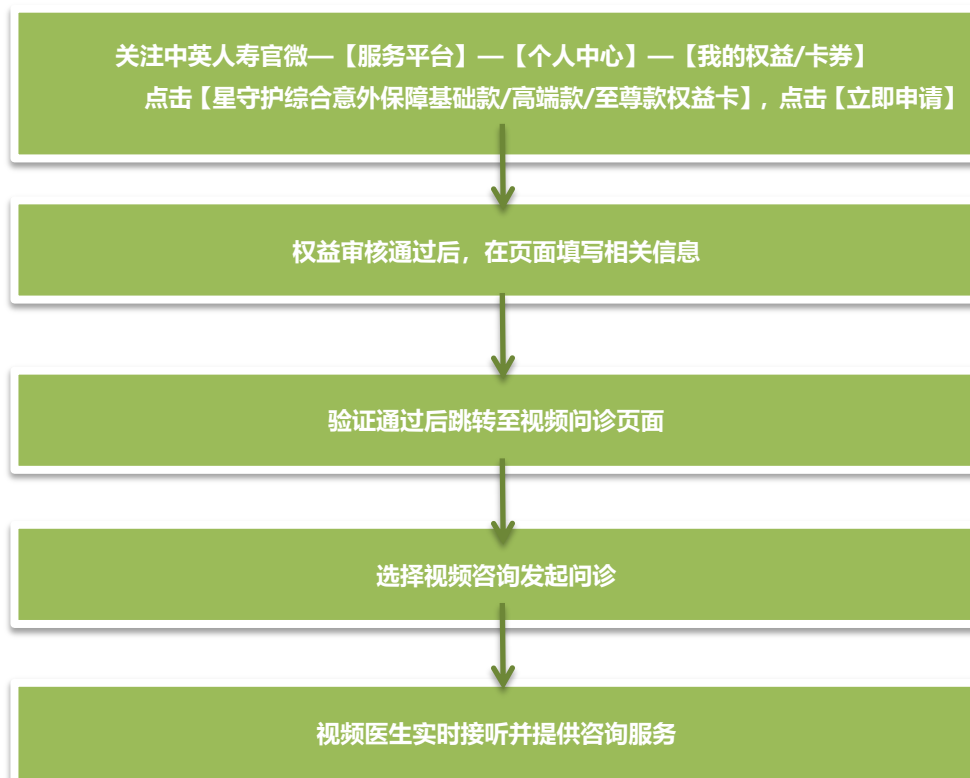 关注中英人寿官微—【服务平台】—【个人中心】—【我的权益/卡券】
点击【星守护综合意外保障基础款/高端款/至尊款权益卡】，点击【立即申请】
权益审核通过后，在页面填写相关信息
验证通过后跳转至视频问诊页面
选择视频咨询发起问诊
视频医生实时接听并提供咨询服务